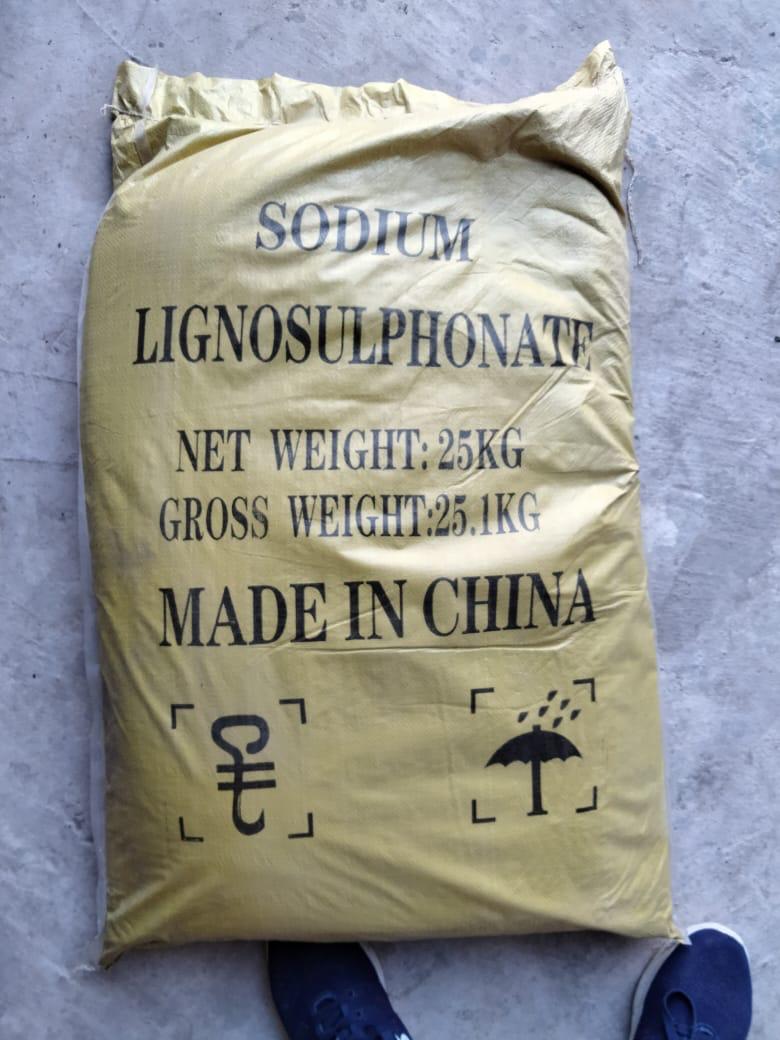 SODIUM
LIGNOSULPHONATE
NET WEIGHT: 25KG
GROSS WEIGHT:25.1KG
MADE IN CHINA